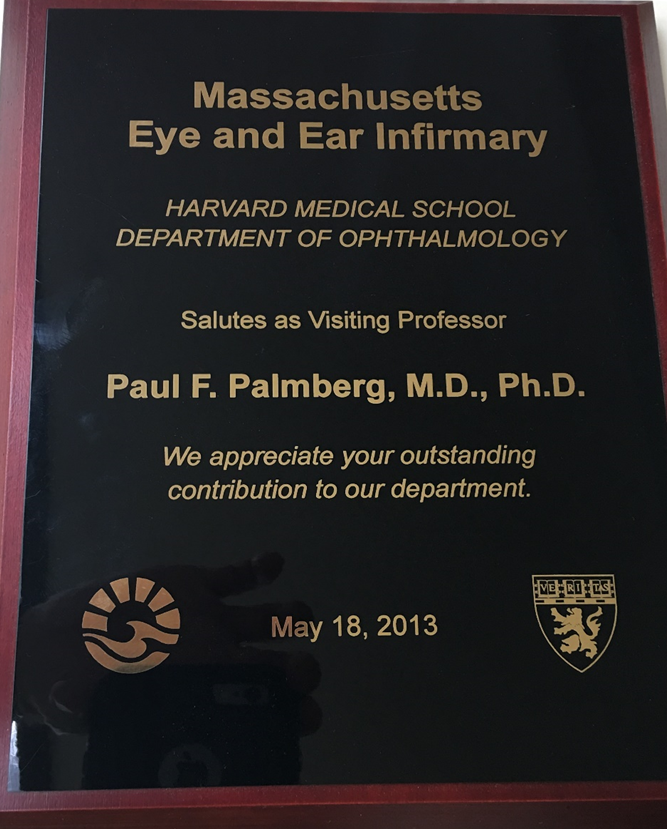 Massachusetts
Eye and Ear Infirmary
HARVARD MEDICAL SCHOOL
DEPARTMENT OF OPHTHALMOLOGY
Salutes as Visiting Professor
Paul F. Palmberg, M.D., Ph.D.
We appreciate your outstanding
contribution to our department.
VE RI TAS
May 18, 2013